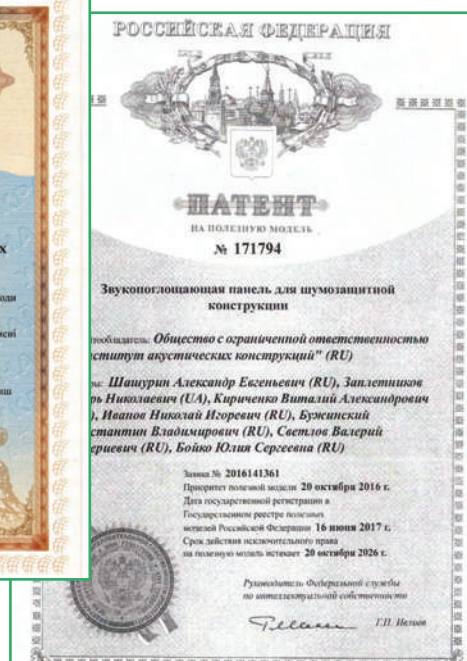 РОССИЙСКАЯ ФЕДЕРАЦИЯ
ПАТЕНТ
НА ПОЛЕЗНУЮ МОДЕЛЬ
№ 171794
Звукопоглощающая панель для шумозащитной
конструкции
Общество с ограниченной ответственностью
акустических конструкций" (RU)
Шашурин Александр Евгеньевич (RU), Заплетников
Николаевич (UA), Кириченко Виталий Александрович
Иванов Николай Игоревич (RU), Бужинский
Владимирович (RU), Светлов Валерий
(RU), Бойко Юлия Сергеевна (RU)
Заявка № 2016141361
Приоритет полезной модели 20 октября 2016 г.
Дата государственной регистрации в
Государственном реестре полезных
моделей Российской Федерации 16 июня 2017 г.
Срок действия исключительного права
на полезную модель истекает 20 октября 2026 г.
Руководитель Федеральной службы
по интеллектуальной собственности
Г.П. Ивлиев